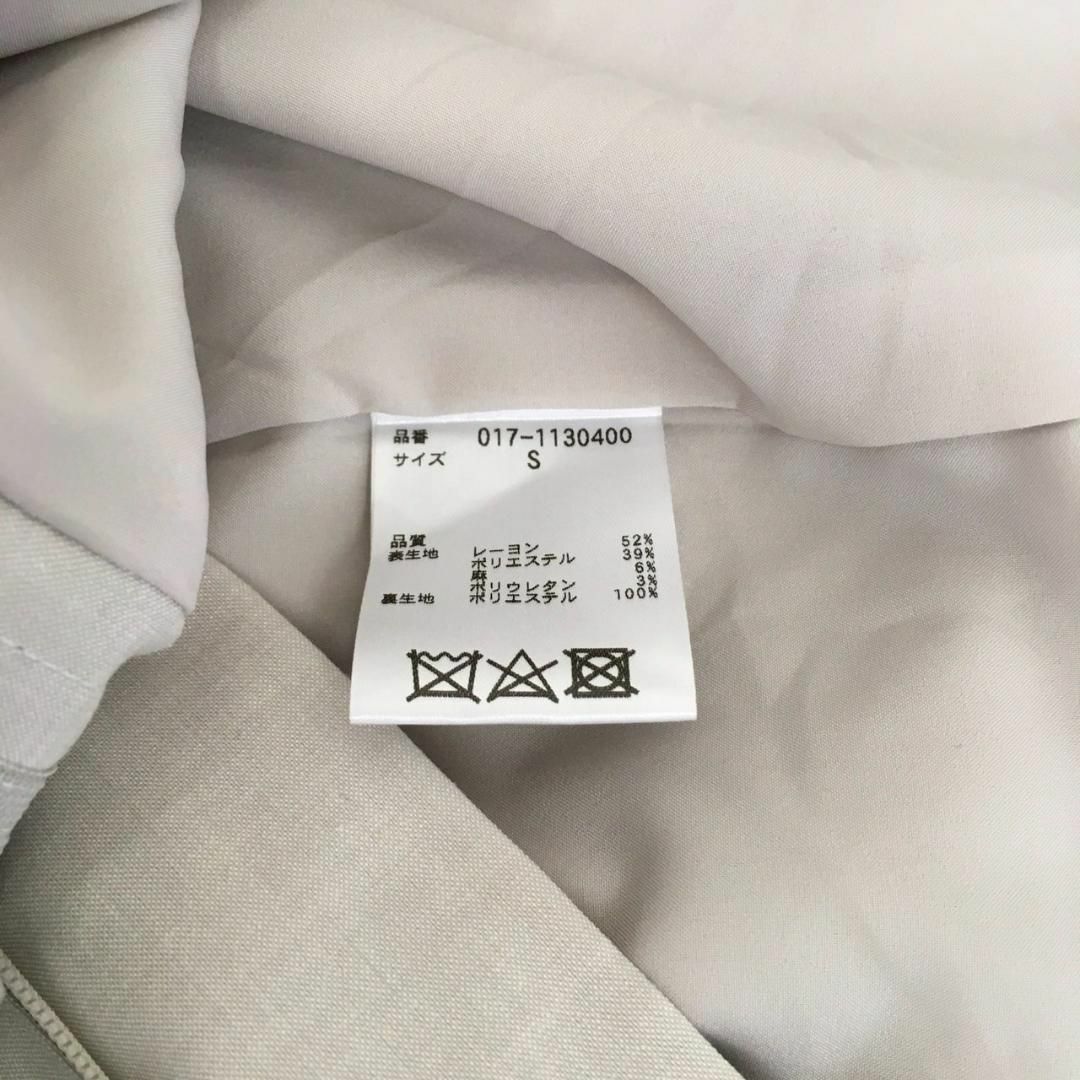 品番 017-1130400
サイズ S
品質
表生地 レーヨン 52%
ポリエステル 39%
麻 6%
ポリウレタン 3%
裏生地 ポリエステル 100%